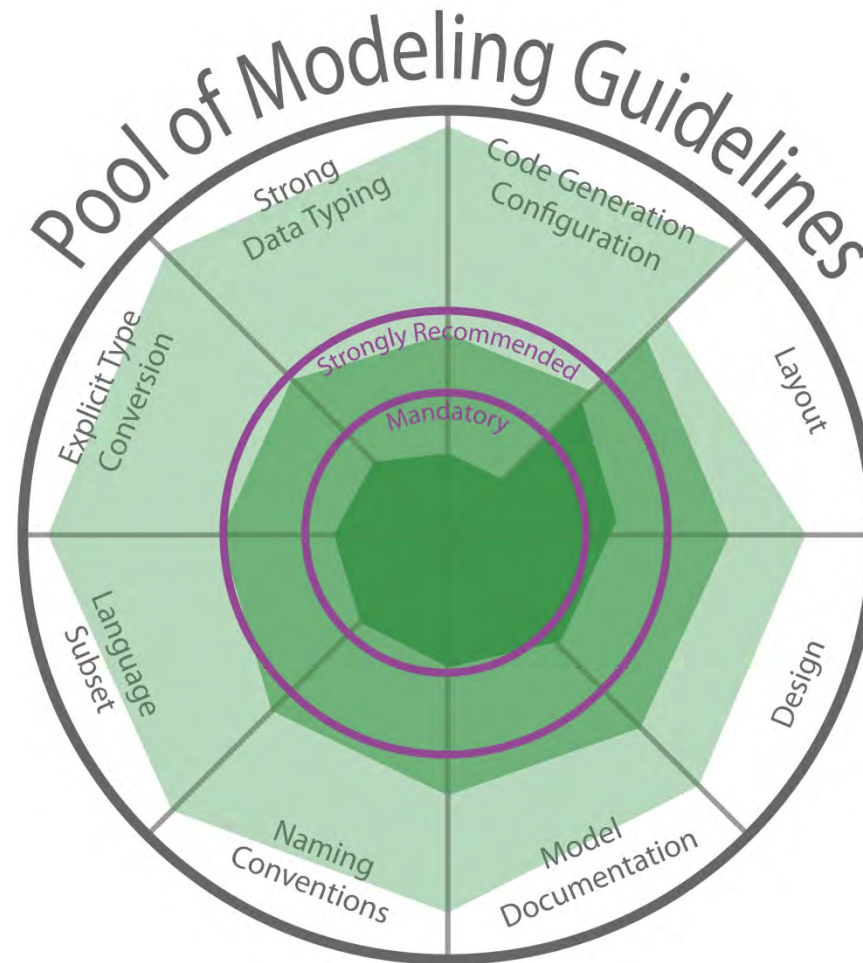 Pool of Modeling Guidelines
Strong
Data Typing
Code Generation
Configuration
Explicit Type
Conversion
Strongly Recommended
Mandatory
Layout
Language
Subset
Design
Naming
Conventions
Model
Documentation